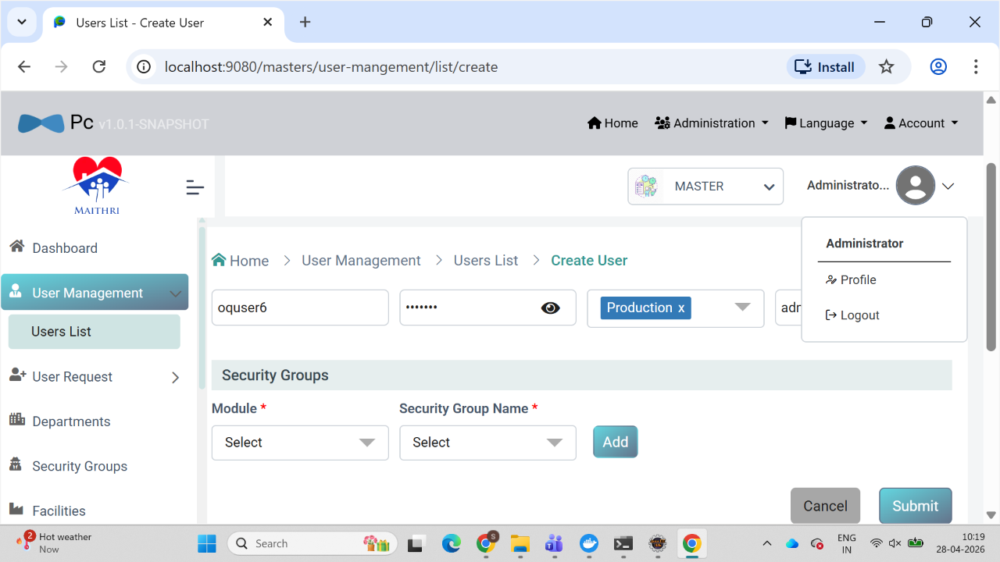 Users List - Create User
localhost:9080/masters/user-mangement/list/create
Install
Pc v1.0.1-SNAPSHOT
Home
Administration
Language
Account
MAITHRI
MASTER
Administrato...
Administrator
Profile
Logout
Dashboard
User Management
Users List
User Request
Departments
Security Groups
Facilities
Home > User Management > Users List > Create User
oquser6
Production x
Security Groups
Module *
Security Group Name *
Select
Select
Add
Cancel
Submit
2
Hot weather
Now
Search
S
ENG
IN
10:19
28-04-2026